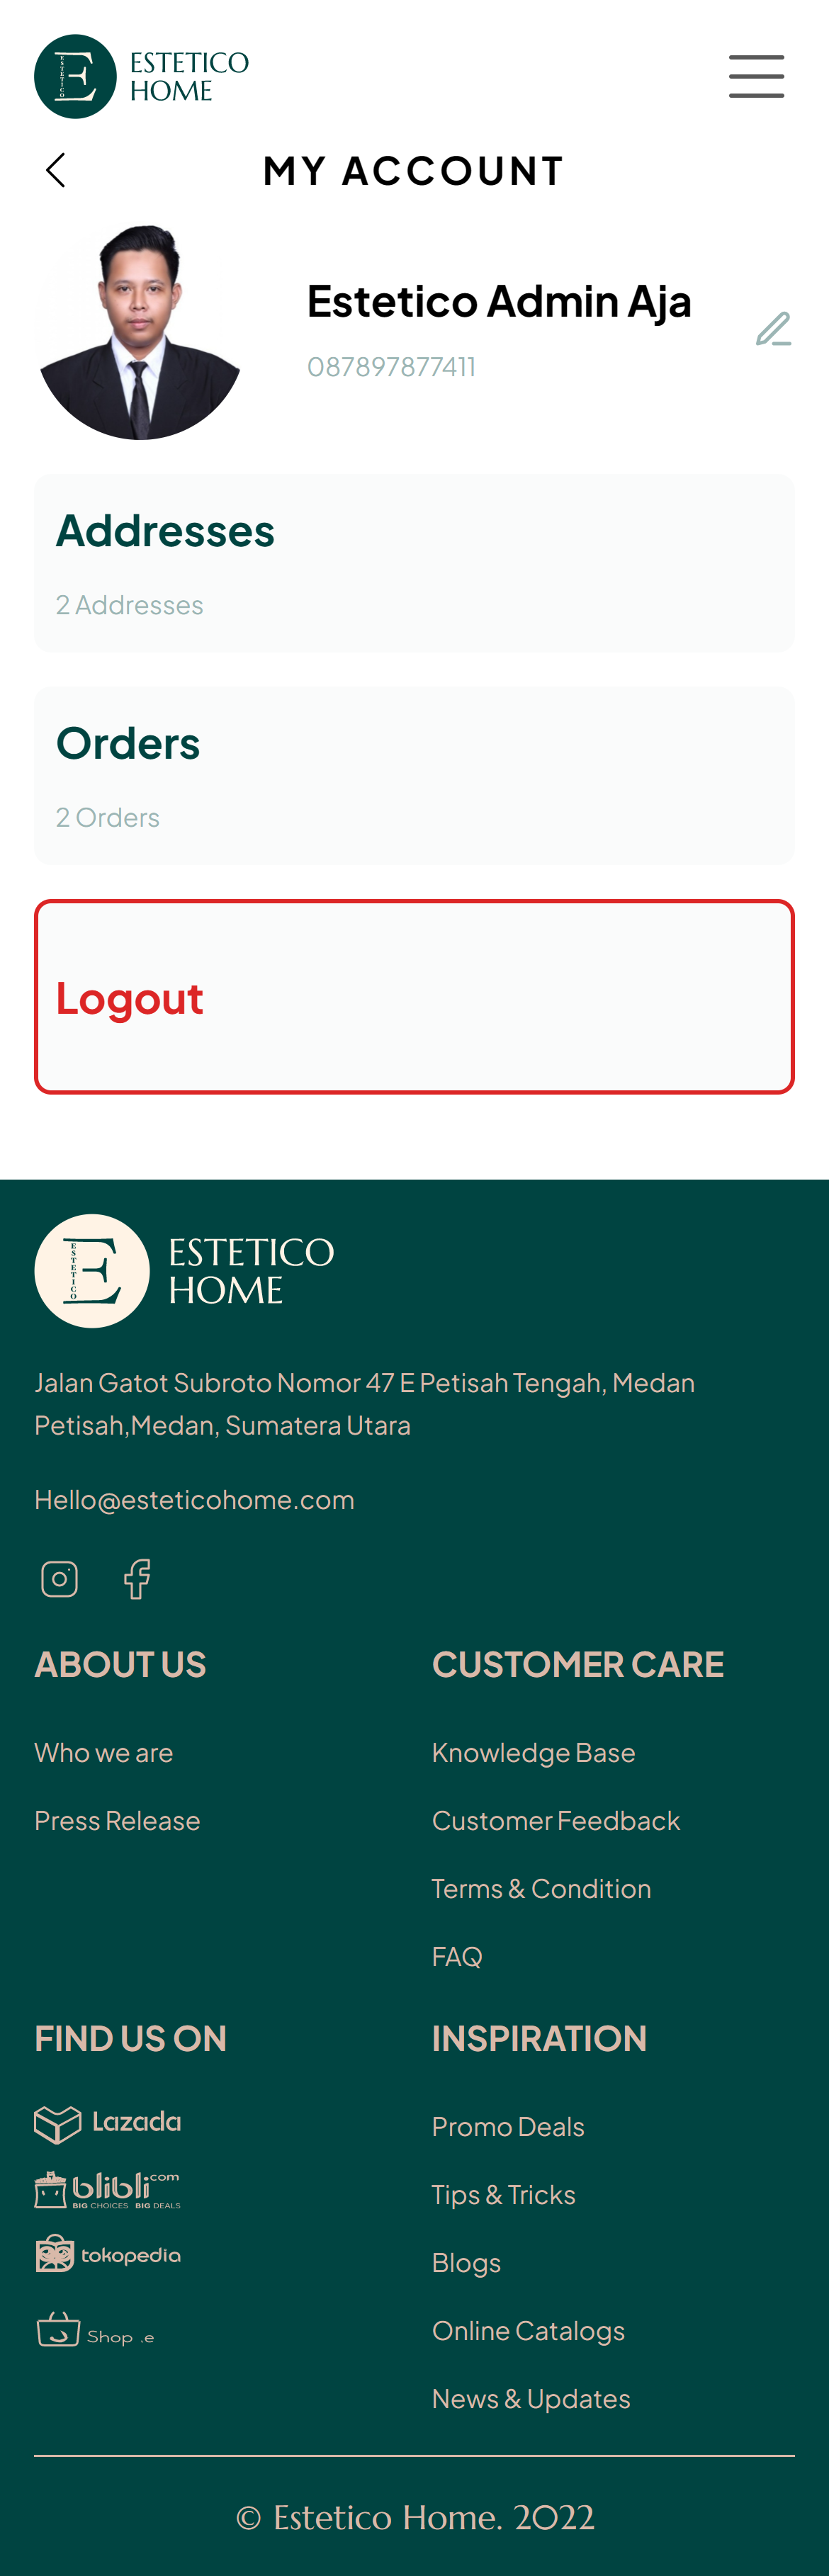 ESTETICO
ESTETICO
HOME
MY ACCOUNT
Estetico Admin Aja
087897877411
Addresses
2 Addresses
Orders
2 Orders
Logout
ESTETICO
ESTETICO
HOME
Jalan Gatot Subroto Nomor 47 E Petisah Tengah, Medan
Petisah,Medan, Sumatera Utara
Hello@esteticohome.com
ABOUT US
Who we are
Press Release
CUSTOMER CARE
Knowledge Base
Customer Feedback
Terms & Condition
FAQ
FIND US ON
Lazada
blibli.com
BIG CHOICES BIG DEALS
tokopedia
Shop .e
INSPIRATION
Promo Deals
Tips & Tricks
Blogs
Online Catalogs
News & Updates
© Estetico Home. 2022